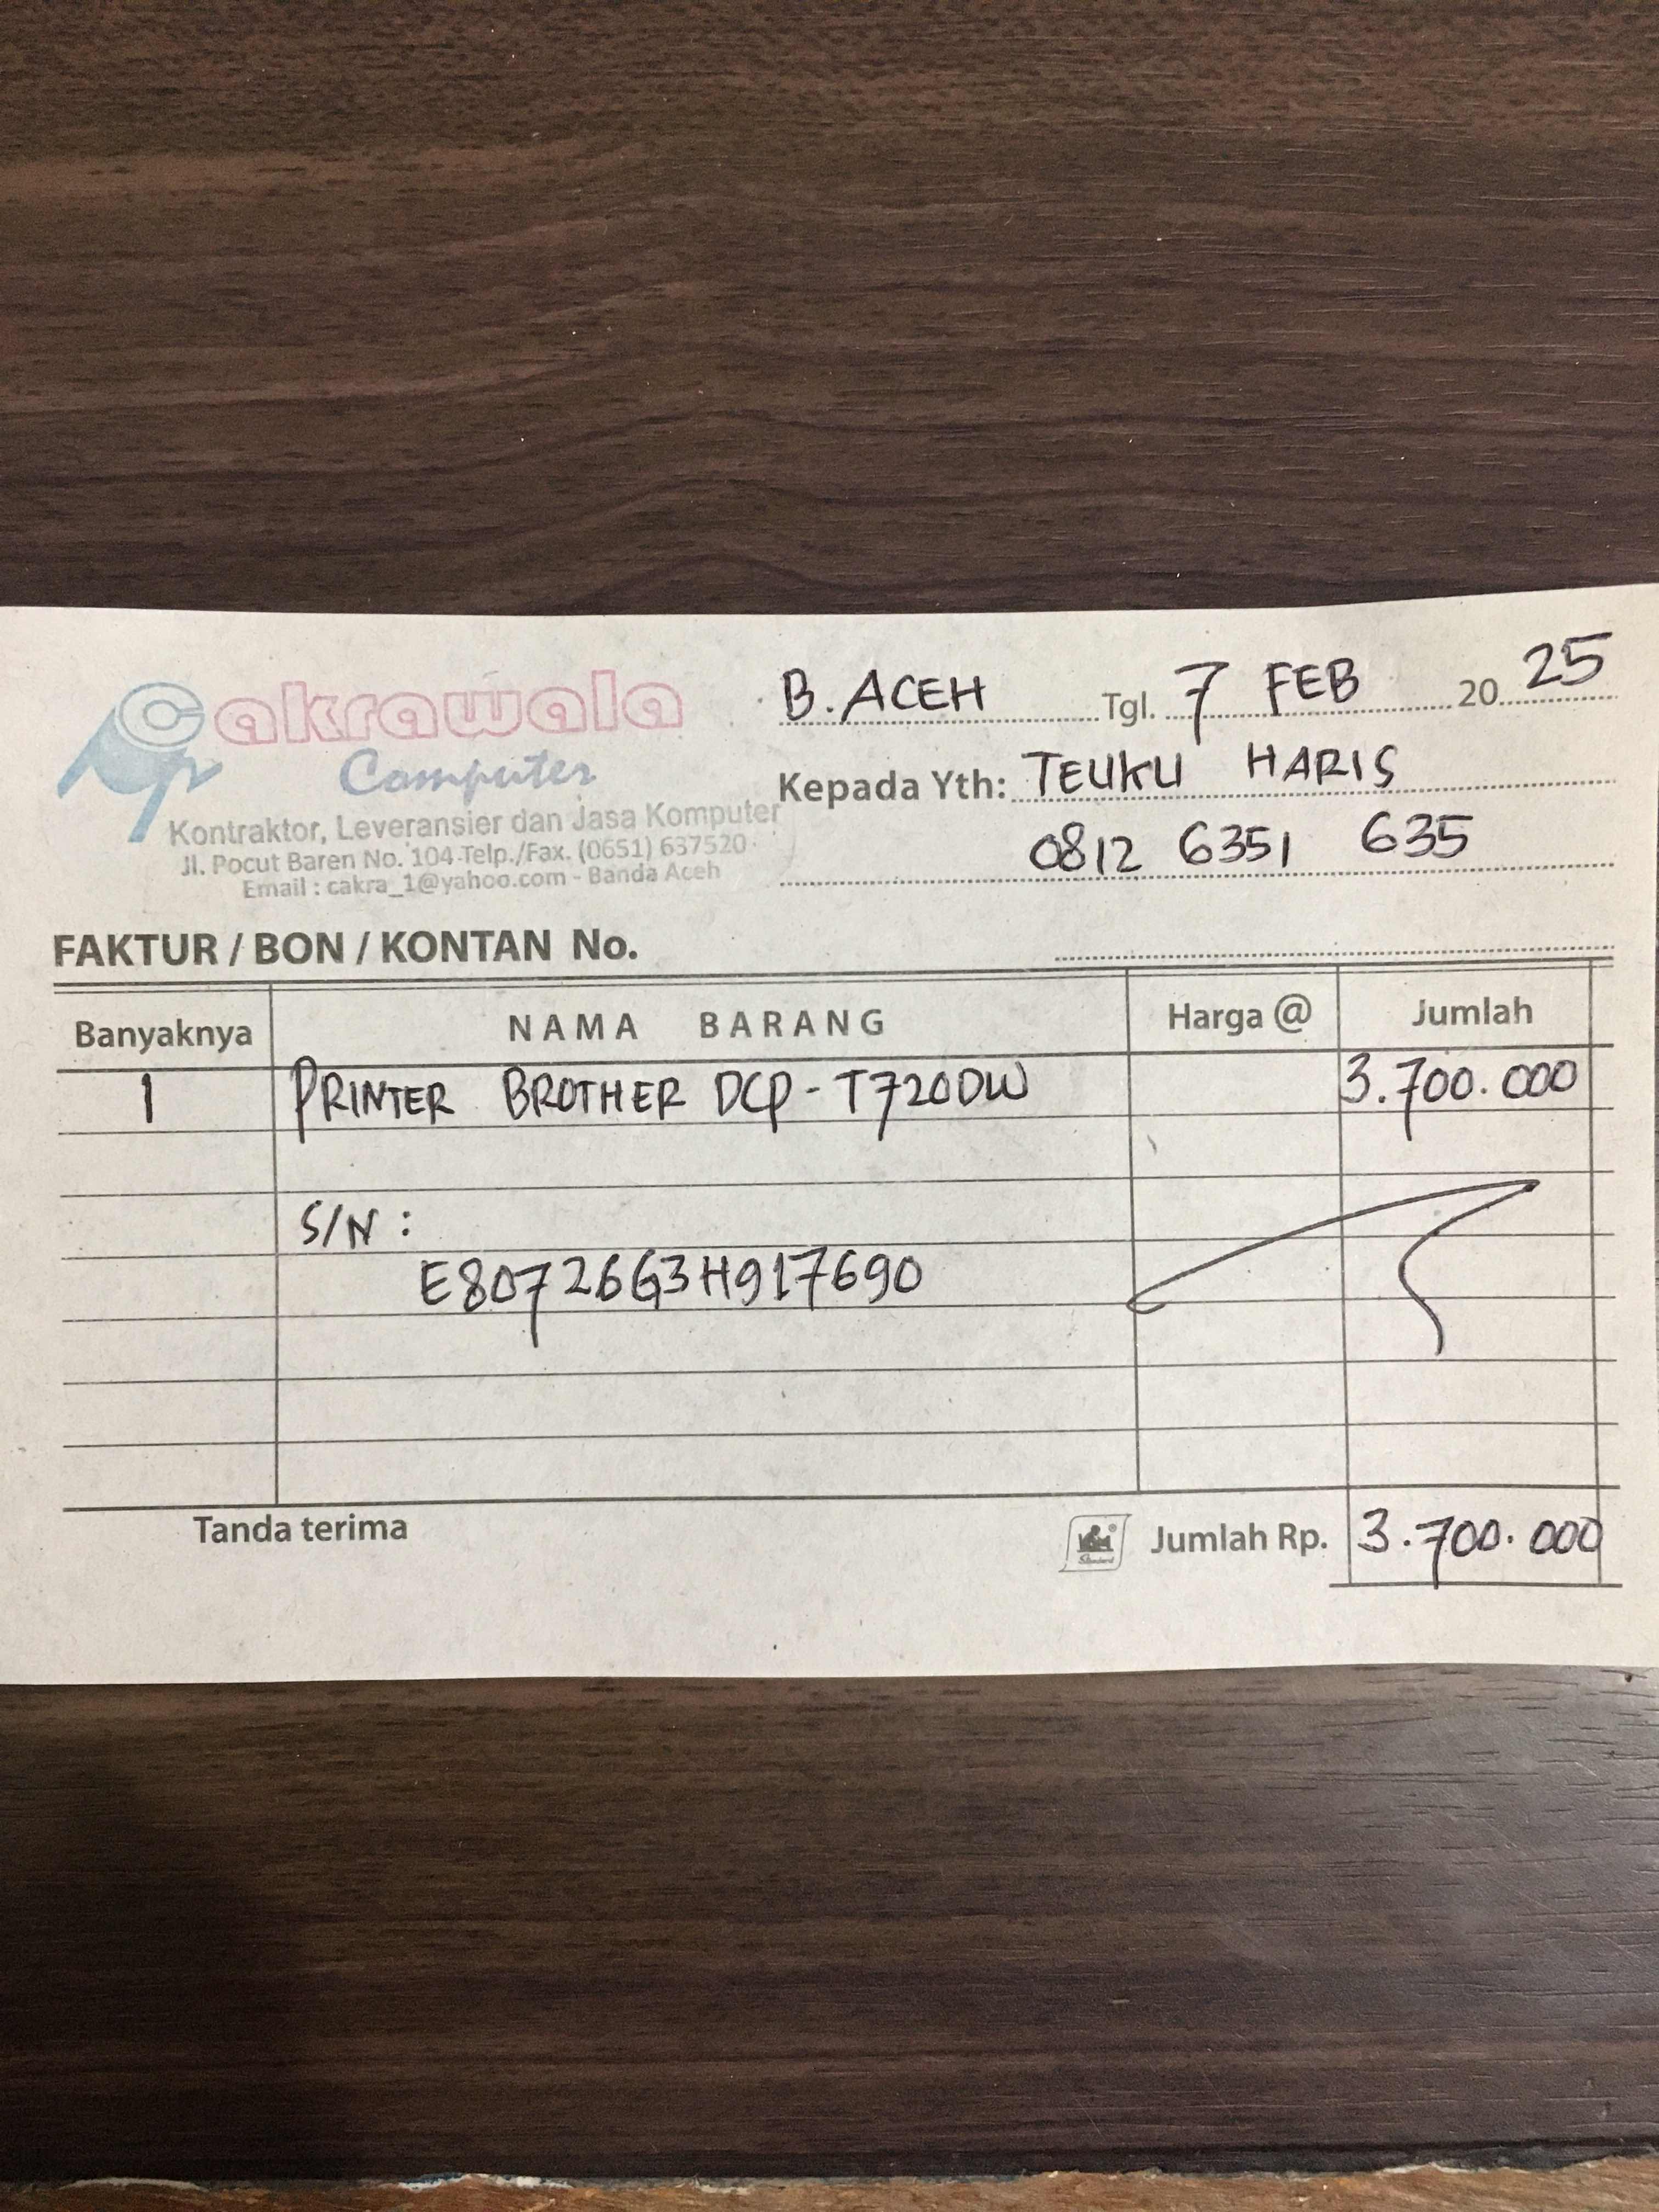 Cakrawala
Computer
Kontraktor, Leveransier dan Jasa Komputer
Jl. Pocut Baren No. 104 Telp./Fax. (0651) 637520
Email : cakra_1@yahoo.com - Banda Aceh
B. ACEH Tgl. 7 FEB 20 25
Kepada Yth: TEUKU HARIS
0812 6351 635
FAKTUR / BON / KONTAN No.
Banyaknya NAMA BARANG Harga @ Jumlah
1 PRINTER BROTHER DCP-T720DW 3.700.000
S/N :
E80726G3H917690
Tanda terima Jumlah Rp. 3.700.000